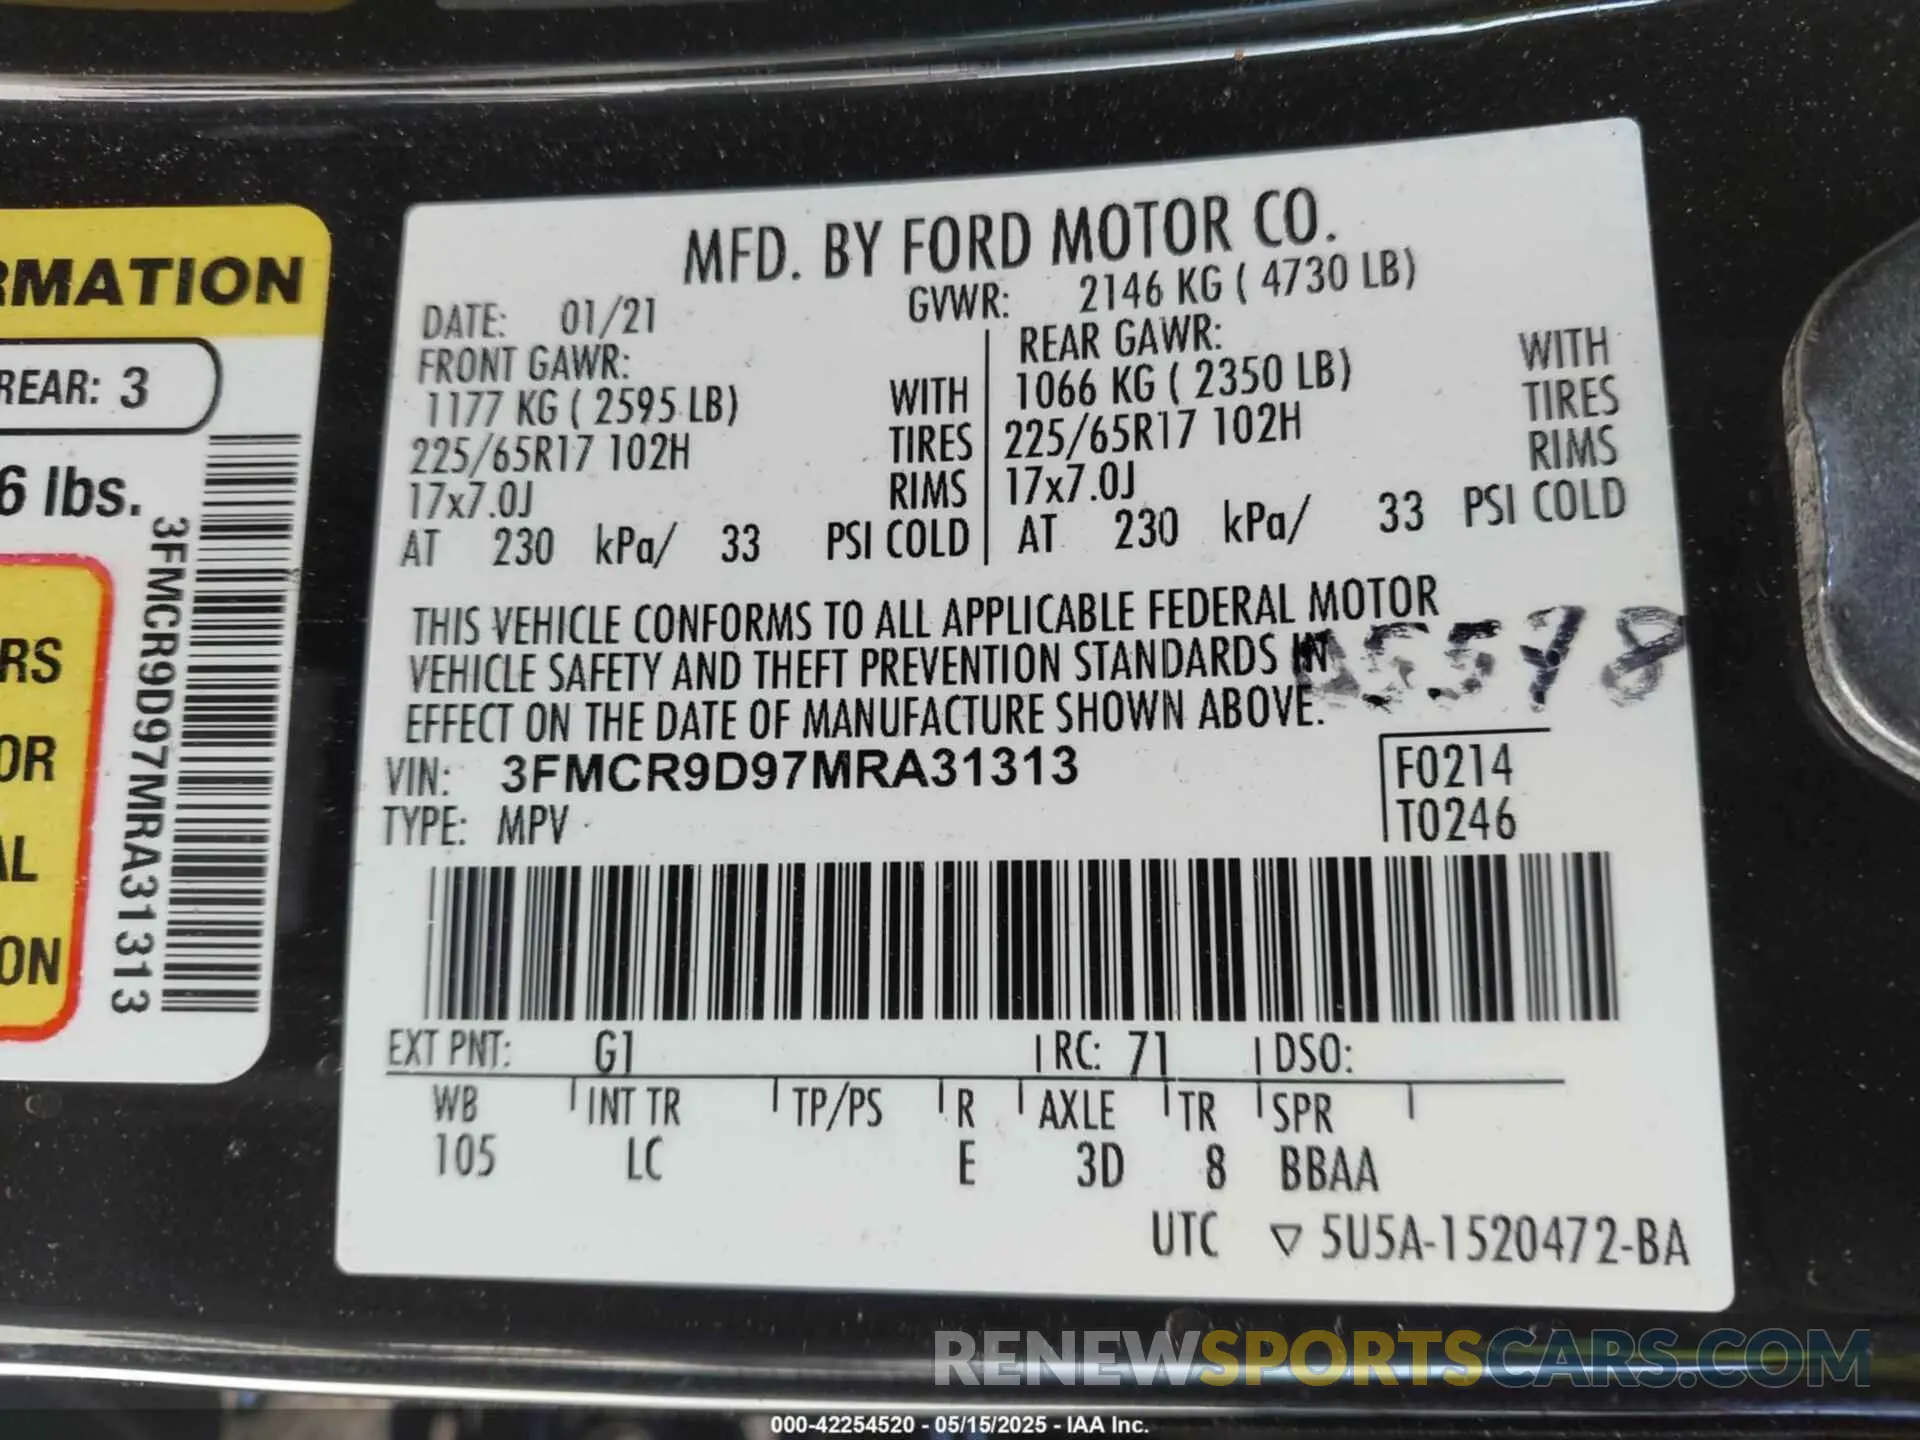 RMATION
REAR: 3
6 lbs.
3FMCR9D97MRA31313
RS
OR
AL
ON
MFD. BY FORD MOTOR CO.
DATE: 01/21 GVWR: 2146 KG ( 4730 LB)
FRONT GAWR: REAR GAWR:
1177 KG ( 2595 LB) WITH 1066 KG ( 2350 LB) WITH
225/65R17 102H TIRES 225/65R17 102H TIRES
17x7.0J RIMS 17x7.0J RIMS
AT 230 kPa/ 33 PSI COLD AT 230 kPa/ 33 PSI COLD
THIS VEHICLE CONFORMS TO ALL APPLICABLE FEDERAL MOTOR
VEHICLE SAFETY AND THEFT PREVENTION STANDARDS IN
EFFECT ON THE DATE OF MANUFACTURE SHOWN ABOVE.
VIN: 3FMCR9D97MRA31313 F0214
TYPE: MPV T0246
EXT PNT: G1 RC: 71 DSO:
WB INT TR TP/PS R AXLE TR SPR
105 LC E 3D 8 BBAA
UTC ▽ 5U5A-1520472-BA
RENEWSPORTSCARS.COM
000-42254520 - 05/15/2025 - IAA Inc.